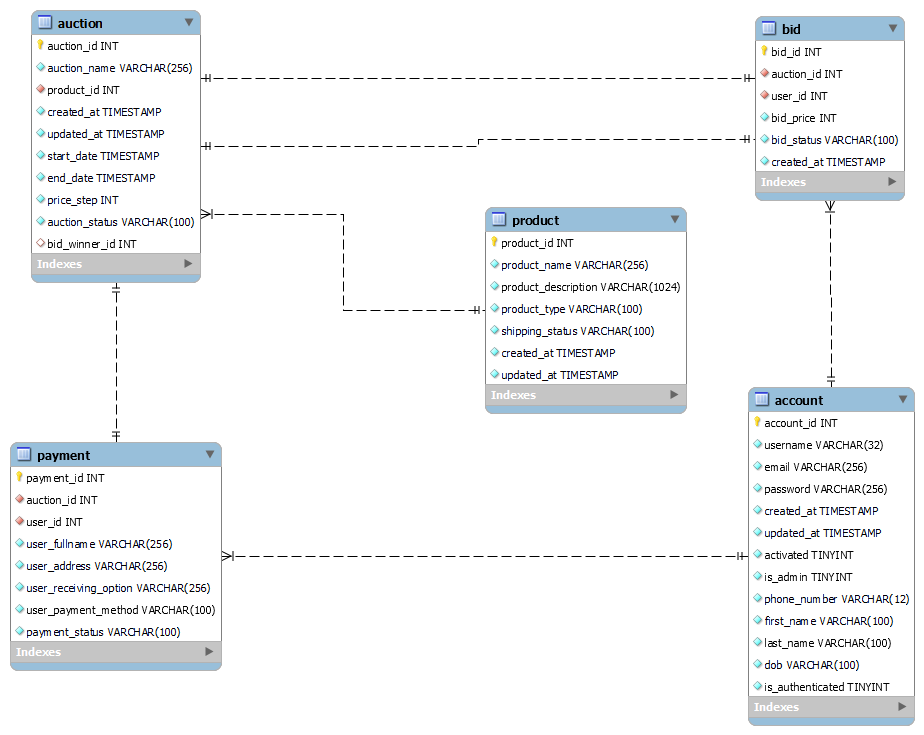 auction
auction_id INT
auction_name VARCHAR(256)
product_id INT
created_at TIMESTAMP
updated_at TIMESTAMP
start_date TIMESTAMP
end_date TIMESTAMP
price_step INT
auction_status VARCHAR(100)
bid_winner_id INT
Indexes
bid
bid_id INT
auction_id INT
user_id INT
bid_price INT
bid_status VARCHAR(100)
created_at TIMESTAMP
Indexes
product
product_id INT
product_name VARCHAR(256)
product_description VARCHAR(1024)
product_type VARCHAR(100)
shipping_status VARCHAR(100)
created_at TIMESTAMP
updated_at TIMESTAMP
Indexes
payment
payment_id INT
auction_id INT
user_id INT
user_fullname VARCHAR(256)
user_address VARCHAR(256)
user_receiving_option VARCHAR(256)
user_payment_method VARCHAR(100)
payment_status VARCHAR(100)
Indexes
account
account_id INT
username VARCHAR(32)
email VARCHAR(256)
password VARCHAR(256)
created_at TIMESTAMP
updated_at TIMESTAMP
activated TINYINT
is_admin TINYINT
phone_number VARCHAR(12)
first_name VARCHAR(100)
last_name VARCHAR(100)
dob VARCHAR(100)
is_authenticated TINYINT
Indexes